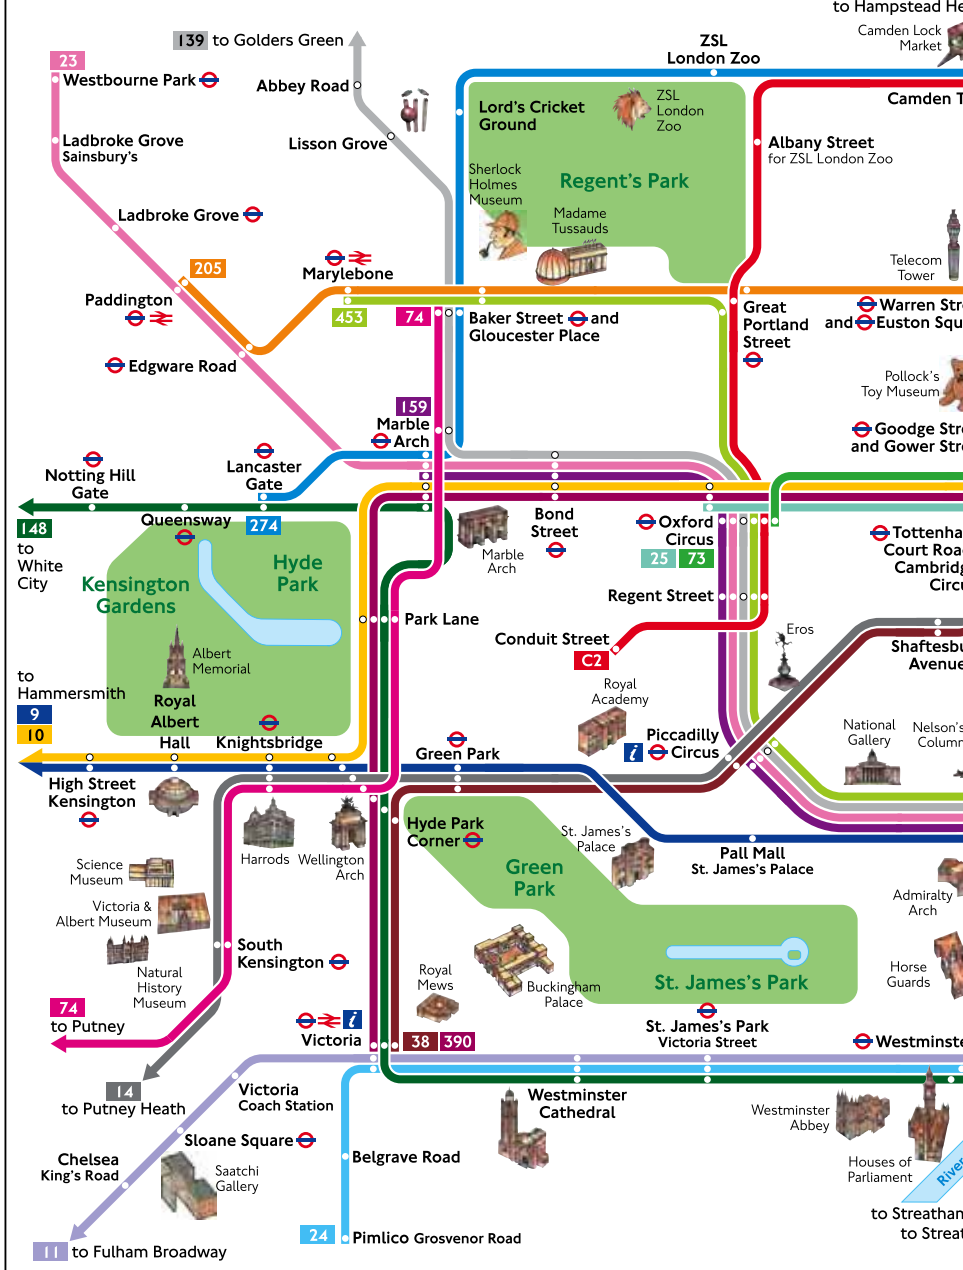 to Hampstead He
139 to Golders Green
Camden Lock
Market
ZSL
London Zoo
23
Westbourne Park
Abbey Road
Camden T
Lord's Cricket
Ground
ZSL
London
Zoo
Ladbroke Grove
Sainsbury's
Lisson Grove
Albany Street
for ZSL London Zoo
Sherlock
Holmes
Museum
Regent's Park
Madame
Tussauds
Ladbroke Grove
Telecom
Tower
205
Marylebone
Paddington
453
74
Baker Street and
Gloucester Place
Great
Portland
Street
Warren Stre
and Euston Squ
Edgware Road
Pollock's
Toy Museum
159
Marble
Arch
Goodge Stre
and Gower Stre
Notting Hill
Gate
Lancaster
Gate
148
to
White
City
Queensway
274
Hyde
Park
Kensington
Gardens
Marble
Arch
Bond
Street
Oxford
Circus
25 73
Tottenha
Court Roa
Cambridg
Circu
Regent Street
Park Lane
Conduit Street
C2
Eros
Shaftesbu
Avenue
Albert
Memorial
Royal
Albert
Hall
to
Hammersmith
9
10
Royal
Academy
Knightsbridge
Green Park
Piccadilly
i Circus
National
Gallery
Nelson's
Column
High Street
Kensington
Harrods
Wellington
Arch
Hyde Park
Corner
St. James's
Palace
Pall Mall
St. James's Palace
Green
Park
Science
Museum
Victoria &
Albert Museum
Admiralty
Arch
South
Kensington
Natural
History
Museum
Royal
Mews
Buckingham
Palace
St. James's Park
Horse
Guards
74
to Putney
i
Victoria
38 390
St. James's Park
Victoria Street
Westminste
14
to Putney Heath
Victoria
Coach Station
Westminster
Cathedral
Westminster
Abbey
Sloane Square
Chelsea
King's Road
Saatchi
Gallery
Belgrave Road
Houses of
Parliament
River
to Streatham
to Streat
24 Pimlico Grosvenor Road
11 to Fulham Broadway